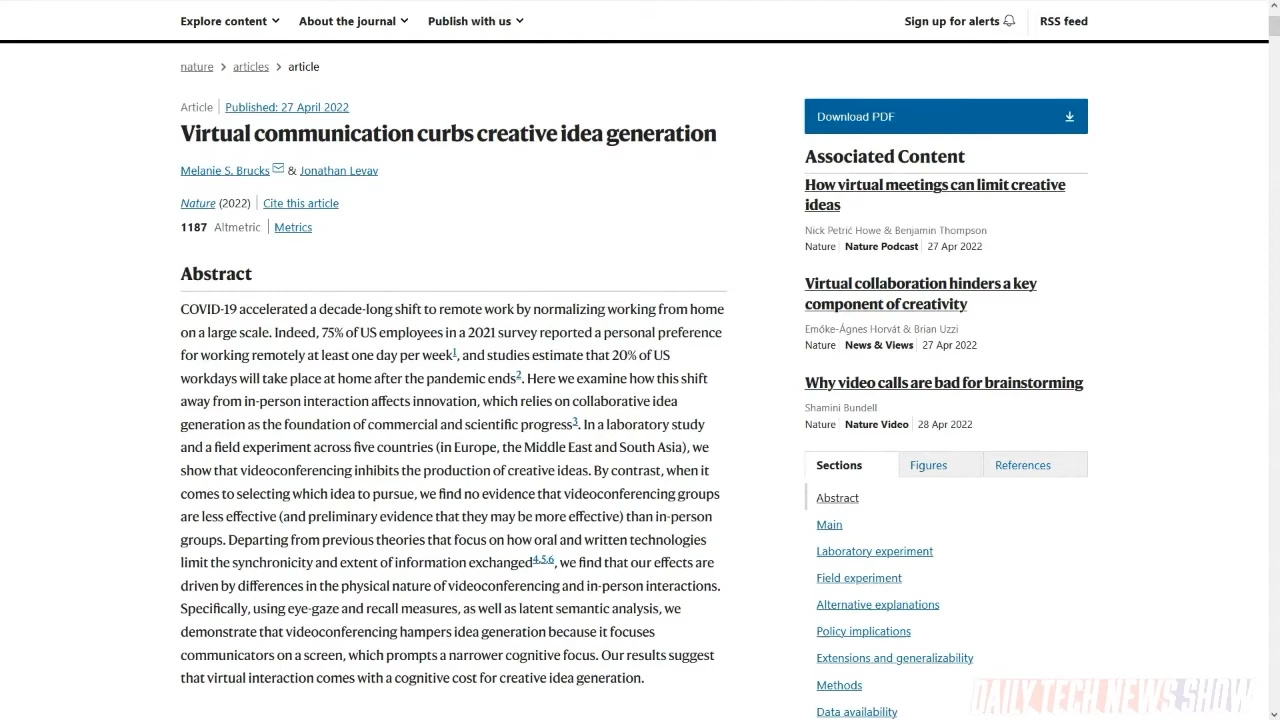 Explore content About the journal Publish with us Sign up for alerts RSS feed
nature > articles > article
Article | Published: 27 April 2022
Virtual communication curbs creative idea generation
Melanie S. Brucks & Jonathan Levav
Nature (2022) | Cite this article
1187 Altmetric | Metrics
Abstract
COVID-19 accelerated a decade-long shift to remote work by normalizing working from home
on a large scale. Indeed, 75% of US employees in a 2021 survey reported a personal preference
for working remotely at least one day per week1, and studies estimate that 20% of US
workdays will take place at home after the pandemic ends2. Here we examine how this shift
away from in-person interaction affects innovation, which relies on collaborative idea
generation as the foundation of commercial and scientific progress3. In a laboratory study
and a field experiment across five countries (in Europe, the Middle East and South Asia), we
show that videoconferencing inhibits the production of creative ideas. By contrast, when it
comes to selecting which idea to pursue, we find no evidence that videoconferencing groups
are less effective (and preliminary evidence that they may be more effective) than in-person
groups. Departing from previous theories that focus on how oral and written technologies
limit the synchronicity and extent of information exchanged4,5,6, we find that our effects are
driven by differences in the physical nature of videoconferencing and in-person interactions.
Specifically, using eye-gaze and recall measures, as well as latent semantic analysis, we
demonstrate that videoconferencing hampers idea generation because it focuses
communicators on a screen, which prompts a narrower cognitive focus. Our results suggest
that virtual interaction comes with a cognitive cost for creative idea generation.
Download PDF
Associated Content
How virtual meetings can limit creative
ideas
Nick Petrić Howe & Benjamin Thompson
Nature | Nature Podcast | 27 Apr 2022
Virtual collaboration hinders a key
component of creativity
Emőke-Ágnes Horvát & Brian Uzzi
Nature | News & Views | 27 Apr 2022
Why video calls are bad for brainstorming
Shamini Bundell
Nature | Nature Video | 28 Apr 2022
Sections Figures References
Abstract
Main
Laboratory experiment
Field experiment
Alternative explanations
Policy implications
Extensions and generalizability
Methods
Data availability
DAILY TECH NEWS SHOW